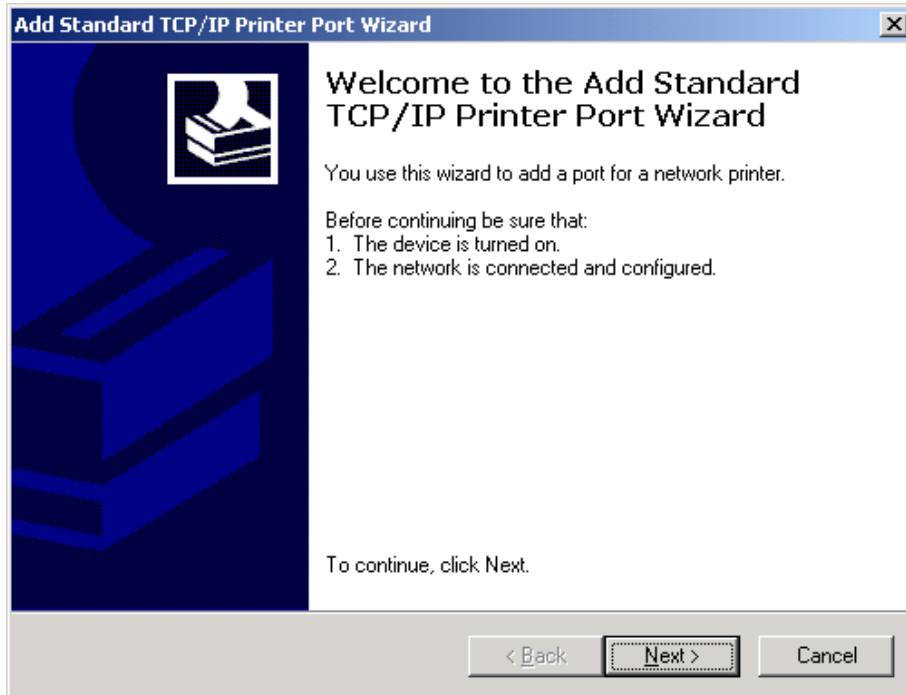 Add Standard TCP/IP Printer Port Wizard
Welcome to the Add Standard
TCP/IP Printer Port Wizard
You use this wizard to add a port for a network printer.
Before continuing be sure that:
1. The device is turned on.
2. The network is connected and configured.
To continue, click Next.
< Back Next > Cancel